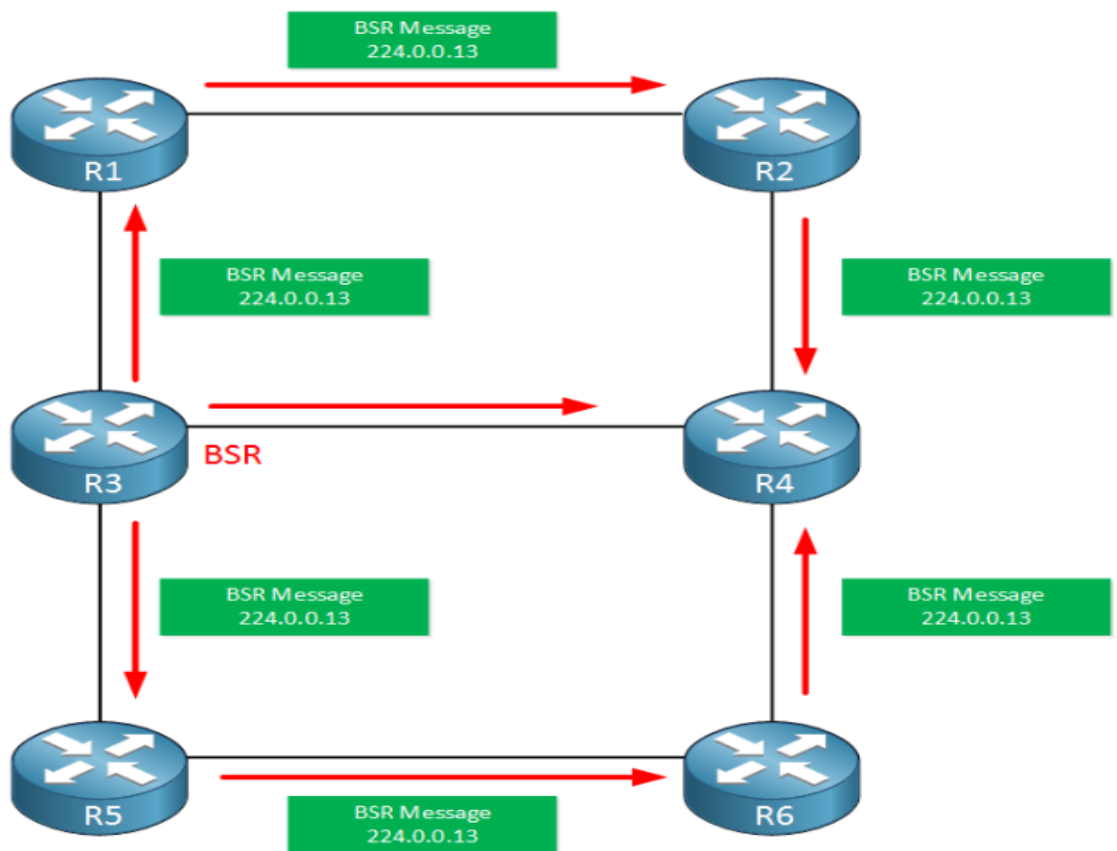 BSR Message
224.0.0.13
R1
R2
BSR Message
224.0.0.13
BSR Message
224.0.0.13
BSR
R3
R4
BSR Message
224.0.0.13
BSR Message
224.0.0.13
R5
R6
BSR Message
224.0.0.13